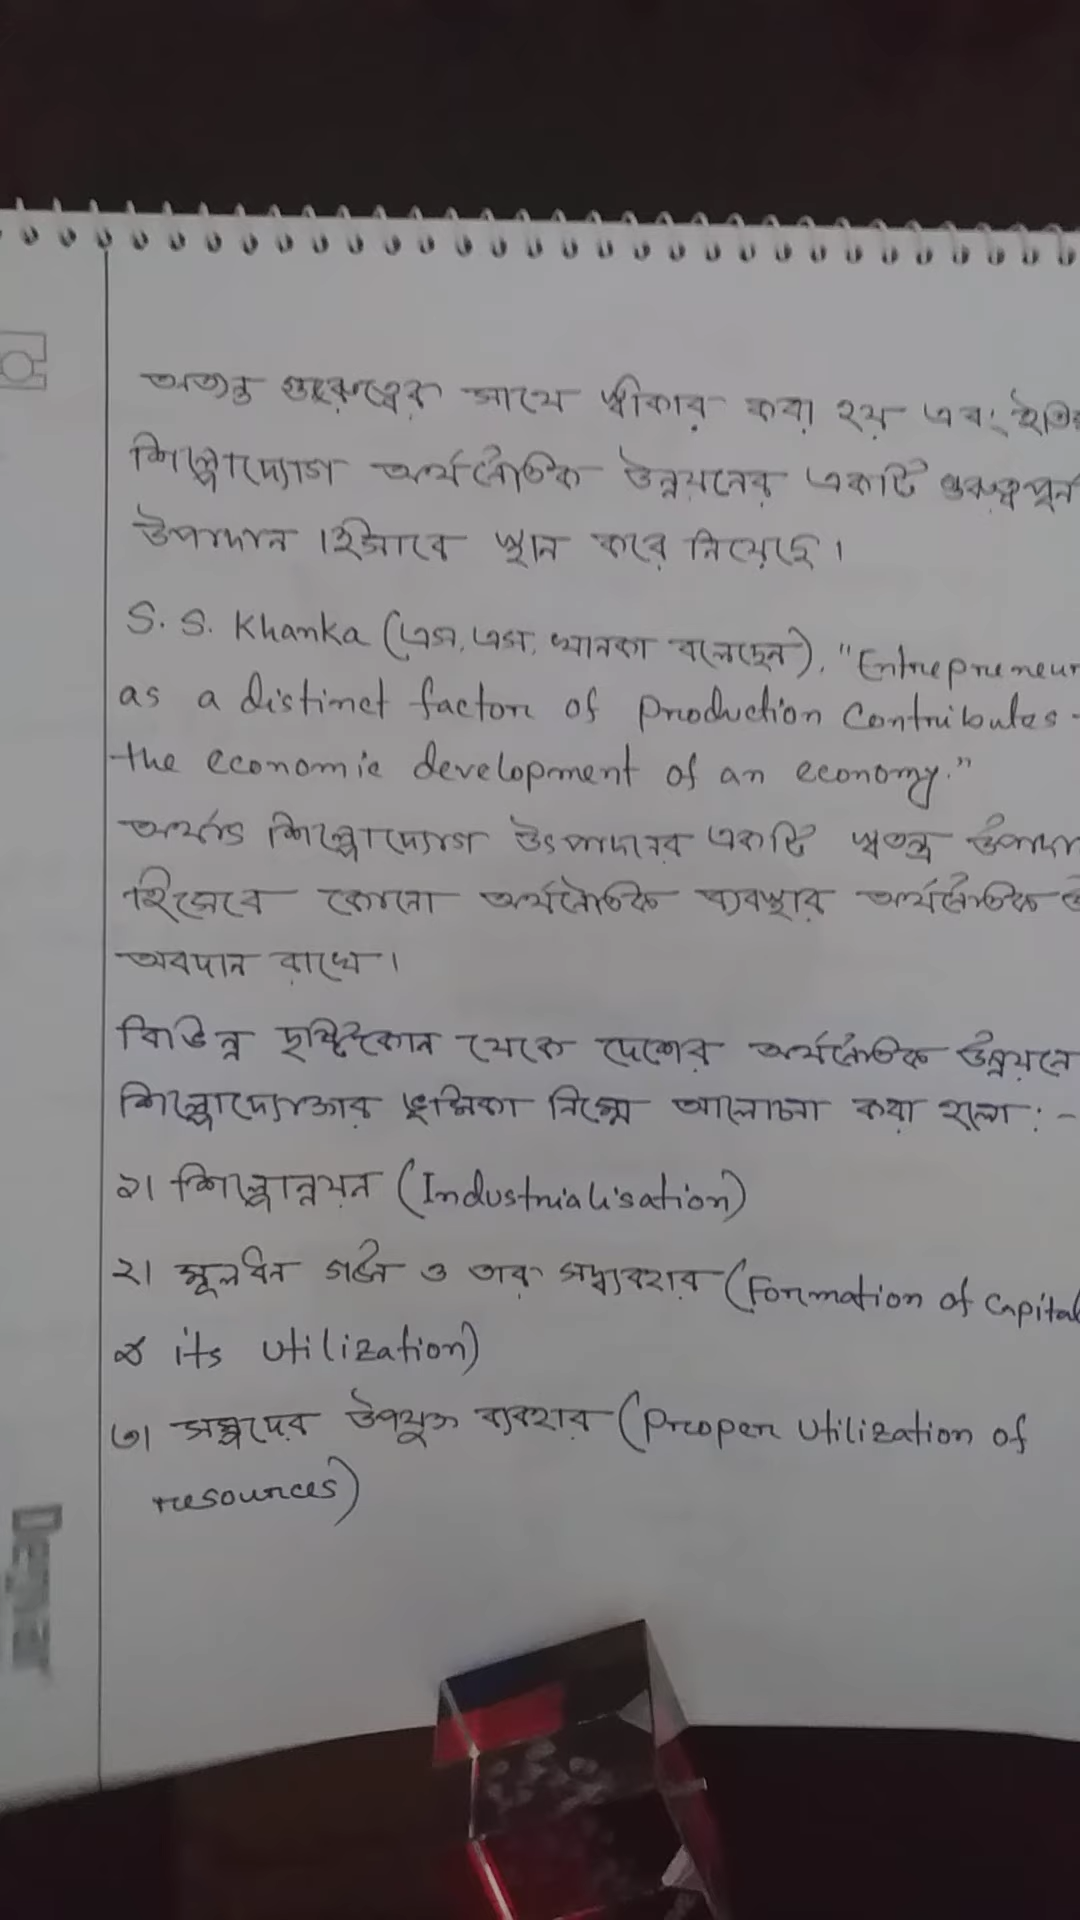 অত্যন্ত গুরুত্বের সাথে স্বীকার করা হয় এবং
শিল্পোদ্যোগ অর্থনৈতিক উন্নয়নের একটি গুরুত্বপূর্ন
উপাদান হিসাবে স্থান করে নিয়েছে।
S. S. Khanka (এস. এস. খানকা বলেছেন), "Entrepreneur
as a distinct factor of production contributes
the economic development of an economy."
অর্থাৎ শিল্পোদ্যোগ উৎপাদনের একটি স্বতন্ত্র
হিসেবে কোনো অর্থনৈতিক ব্যবস্থার অর্থনৈতিক
অবদান রাখে।
বিভিন্ন দৃষ্টিকোন থেকে দেশের অর্থনৈতিক উন্নয়নে
শিল্পোদ্যোক্তার ভূমিকা নিম্নে আলোচনা করা হলো :-
১। শিল্পোন্নয়ন (Industrialisation)
২। মূলধন গঠন ও তার সদ্ব্যবহার (Formation of Capital
& its utilization)
৩। সম্পদের উপযুক্ত ব্যবহার (Proper utilization of
resources)